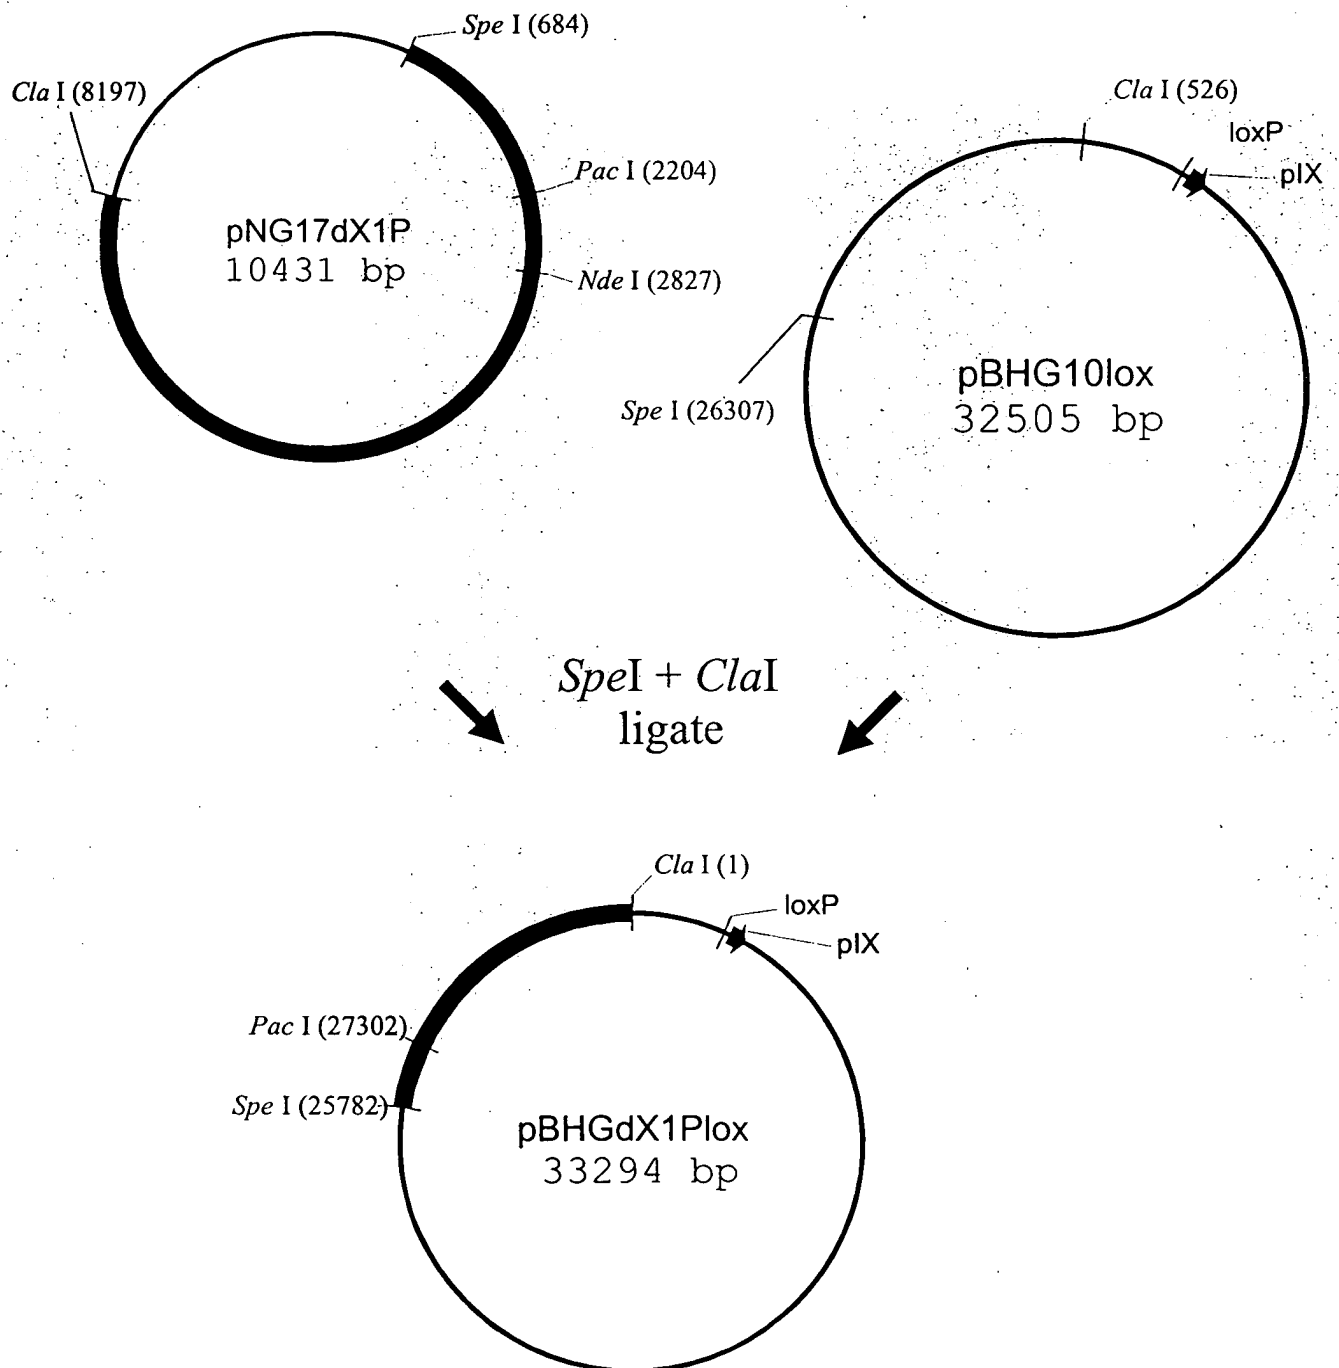 Spe I (684)
Cla I (8197)
Pac I (2204)
pNG17dX1P
10431 bp
Nde I (2827)
Cla I (526)
loxP
pIX
pBHG10lox
32505 bp
Spe I (26307)
SpeI + ClaI
ligate
Cla I (1)
loxP
pIX
Pac I (27302)
Spe I (25782)
pBHGdX1Plox
33294 bp